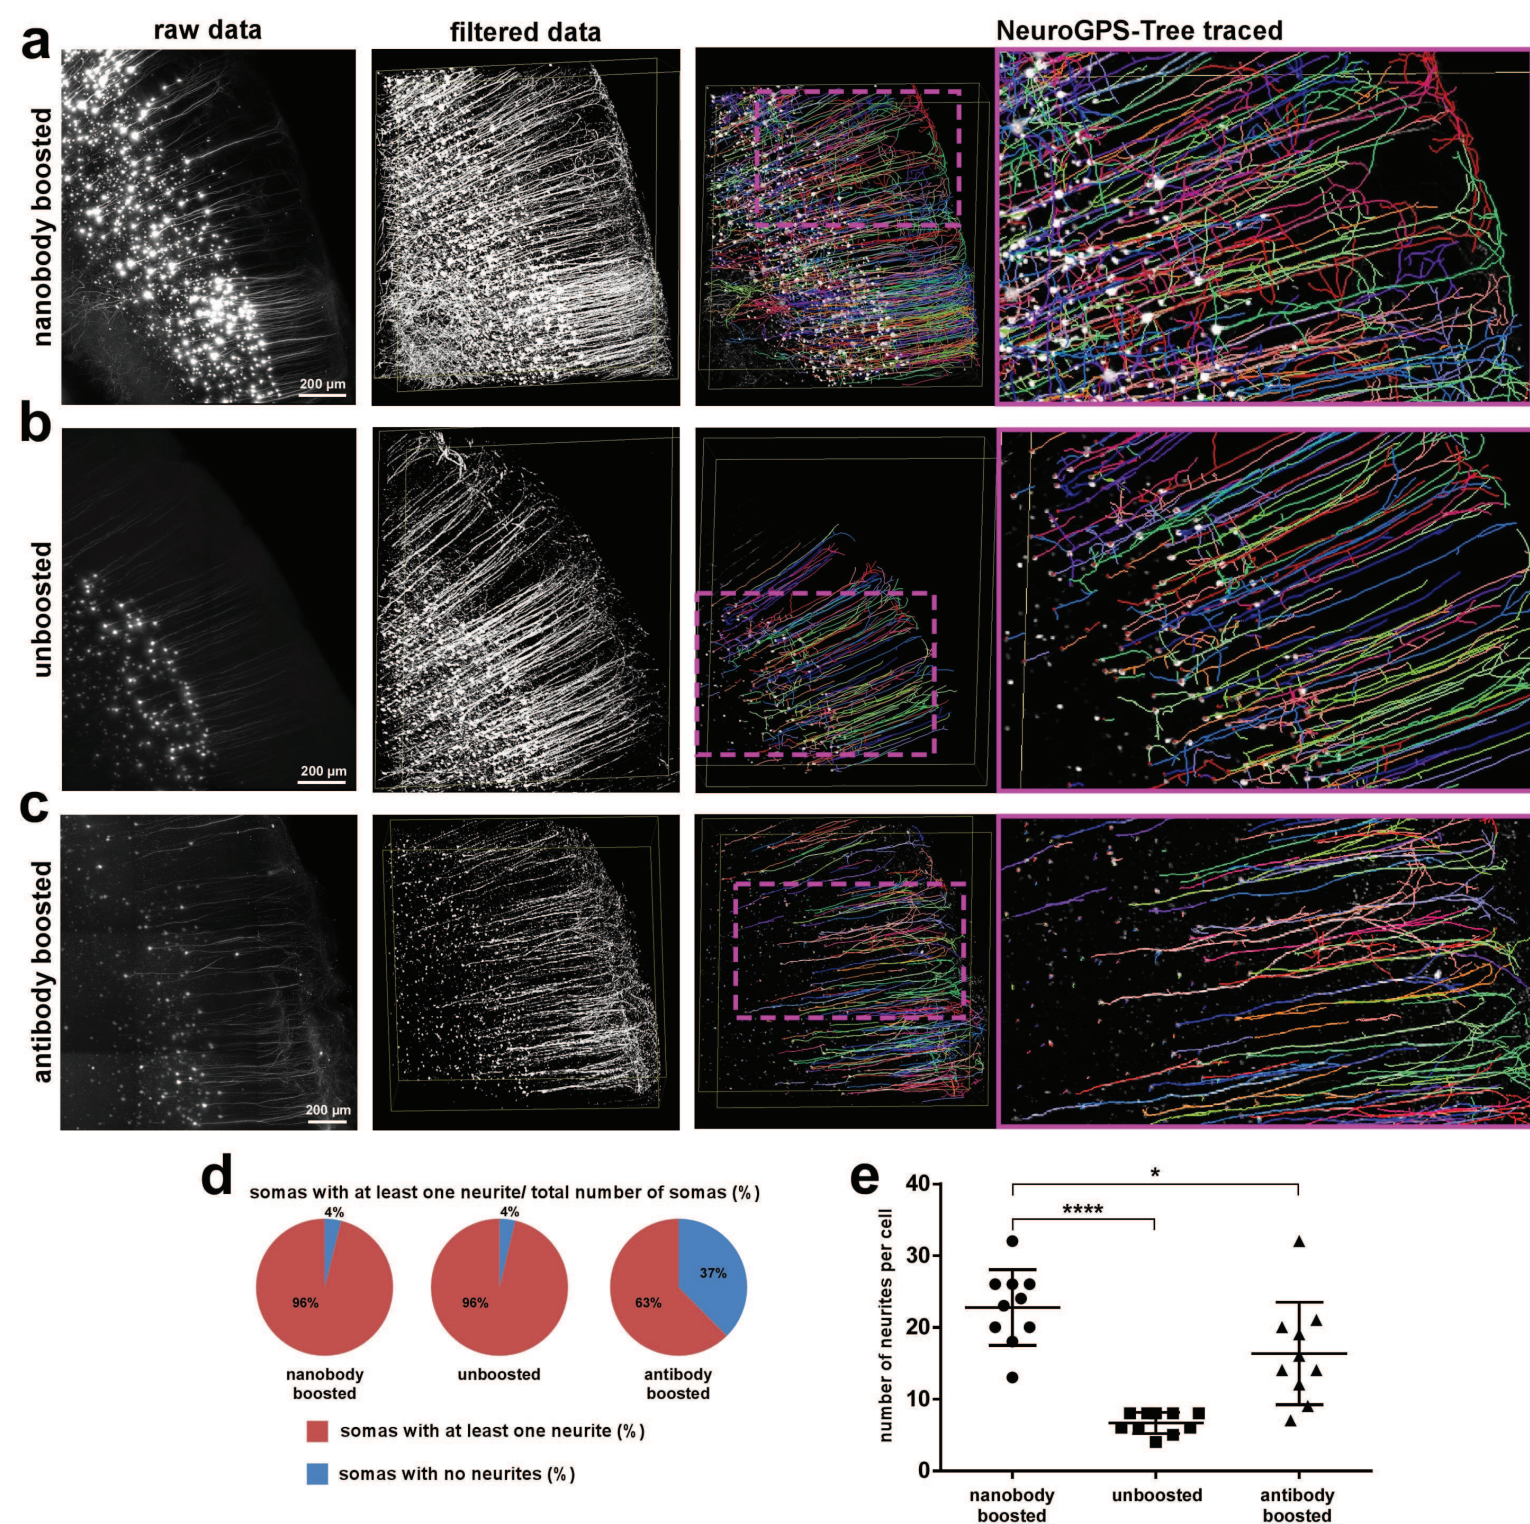 a
raw data
filtered data
NeuroGPS-Tree traced
nanobody boosted
200 µm
b
unboosted
200 µm
c
antibody boosted
200 µm
d
somas with at least one neurite/ total number of somas (%)
4%
96%
nanobody
boosted
4%
96%
unboosted
37%
63%
antibody
boosted
somas with at least one neurite (%)
somas with no neurites (%)
e
number of neurites per cell
40
30
20
10
0
*
****
nanobody
boosted
unboosted
antibody
boosted